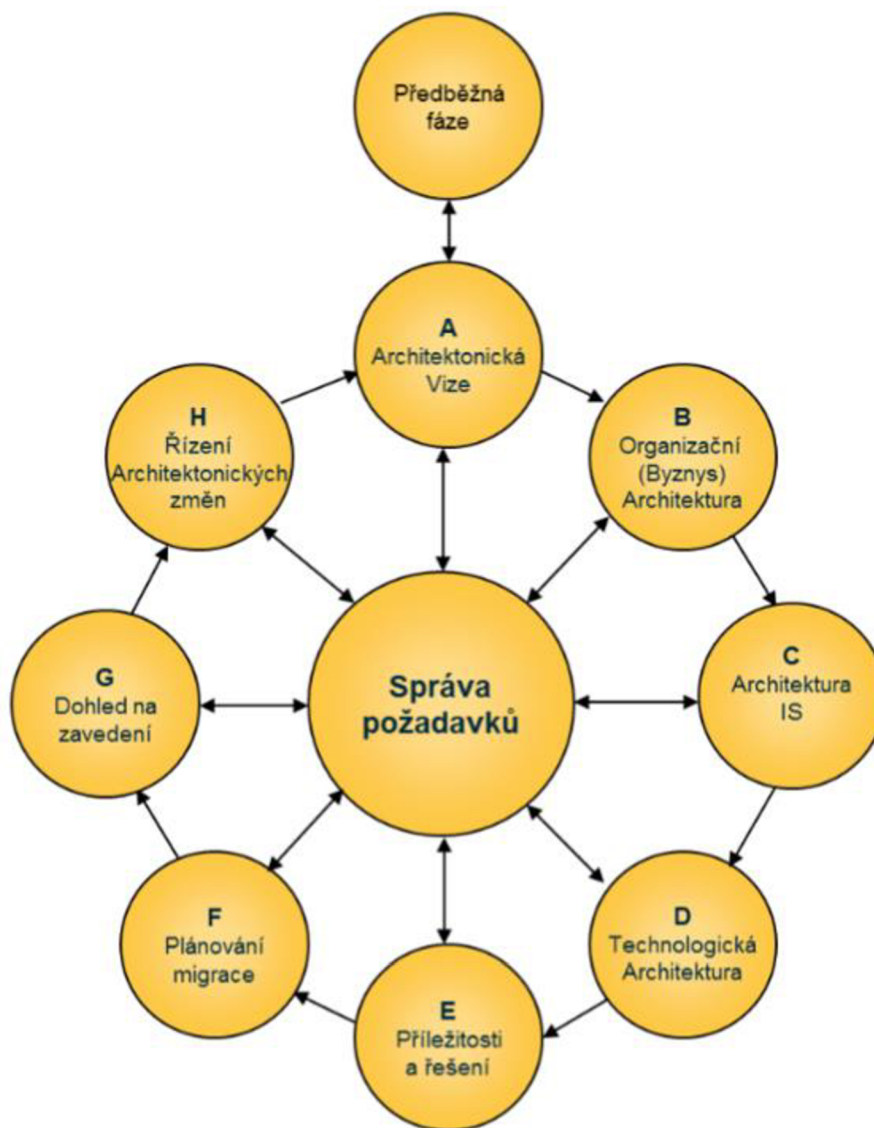 Předběžná
fáze
A
Architektonická
Vize
B
Organizační
(Byznys)
Architektura
C
Architektura
IS
D
Technologická
Architektura
E
Příležitosti
a řešení
F
Plánování
migrace
G
Dohled na
zavedení
H
Řízení
Architektonických
změn
Správa
požadavků